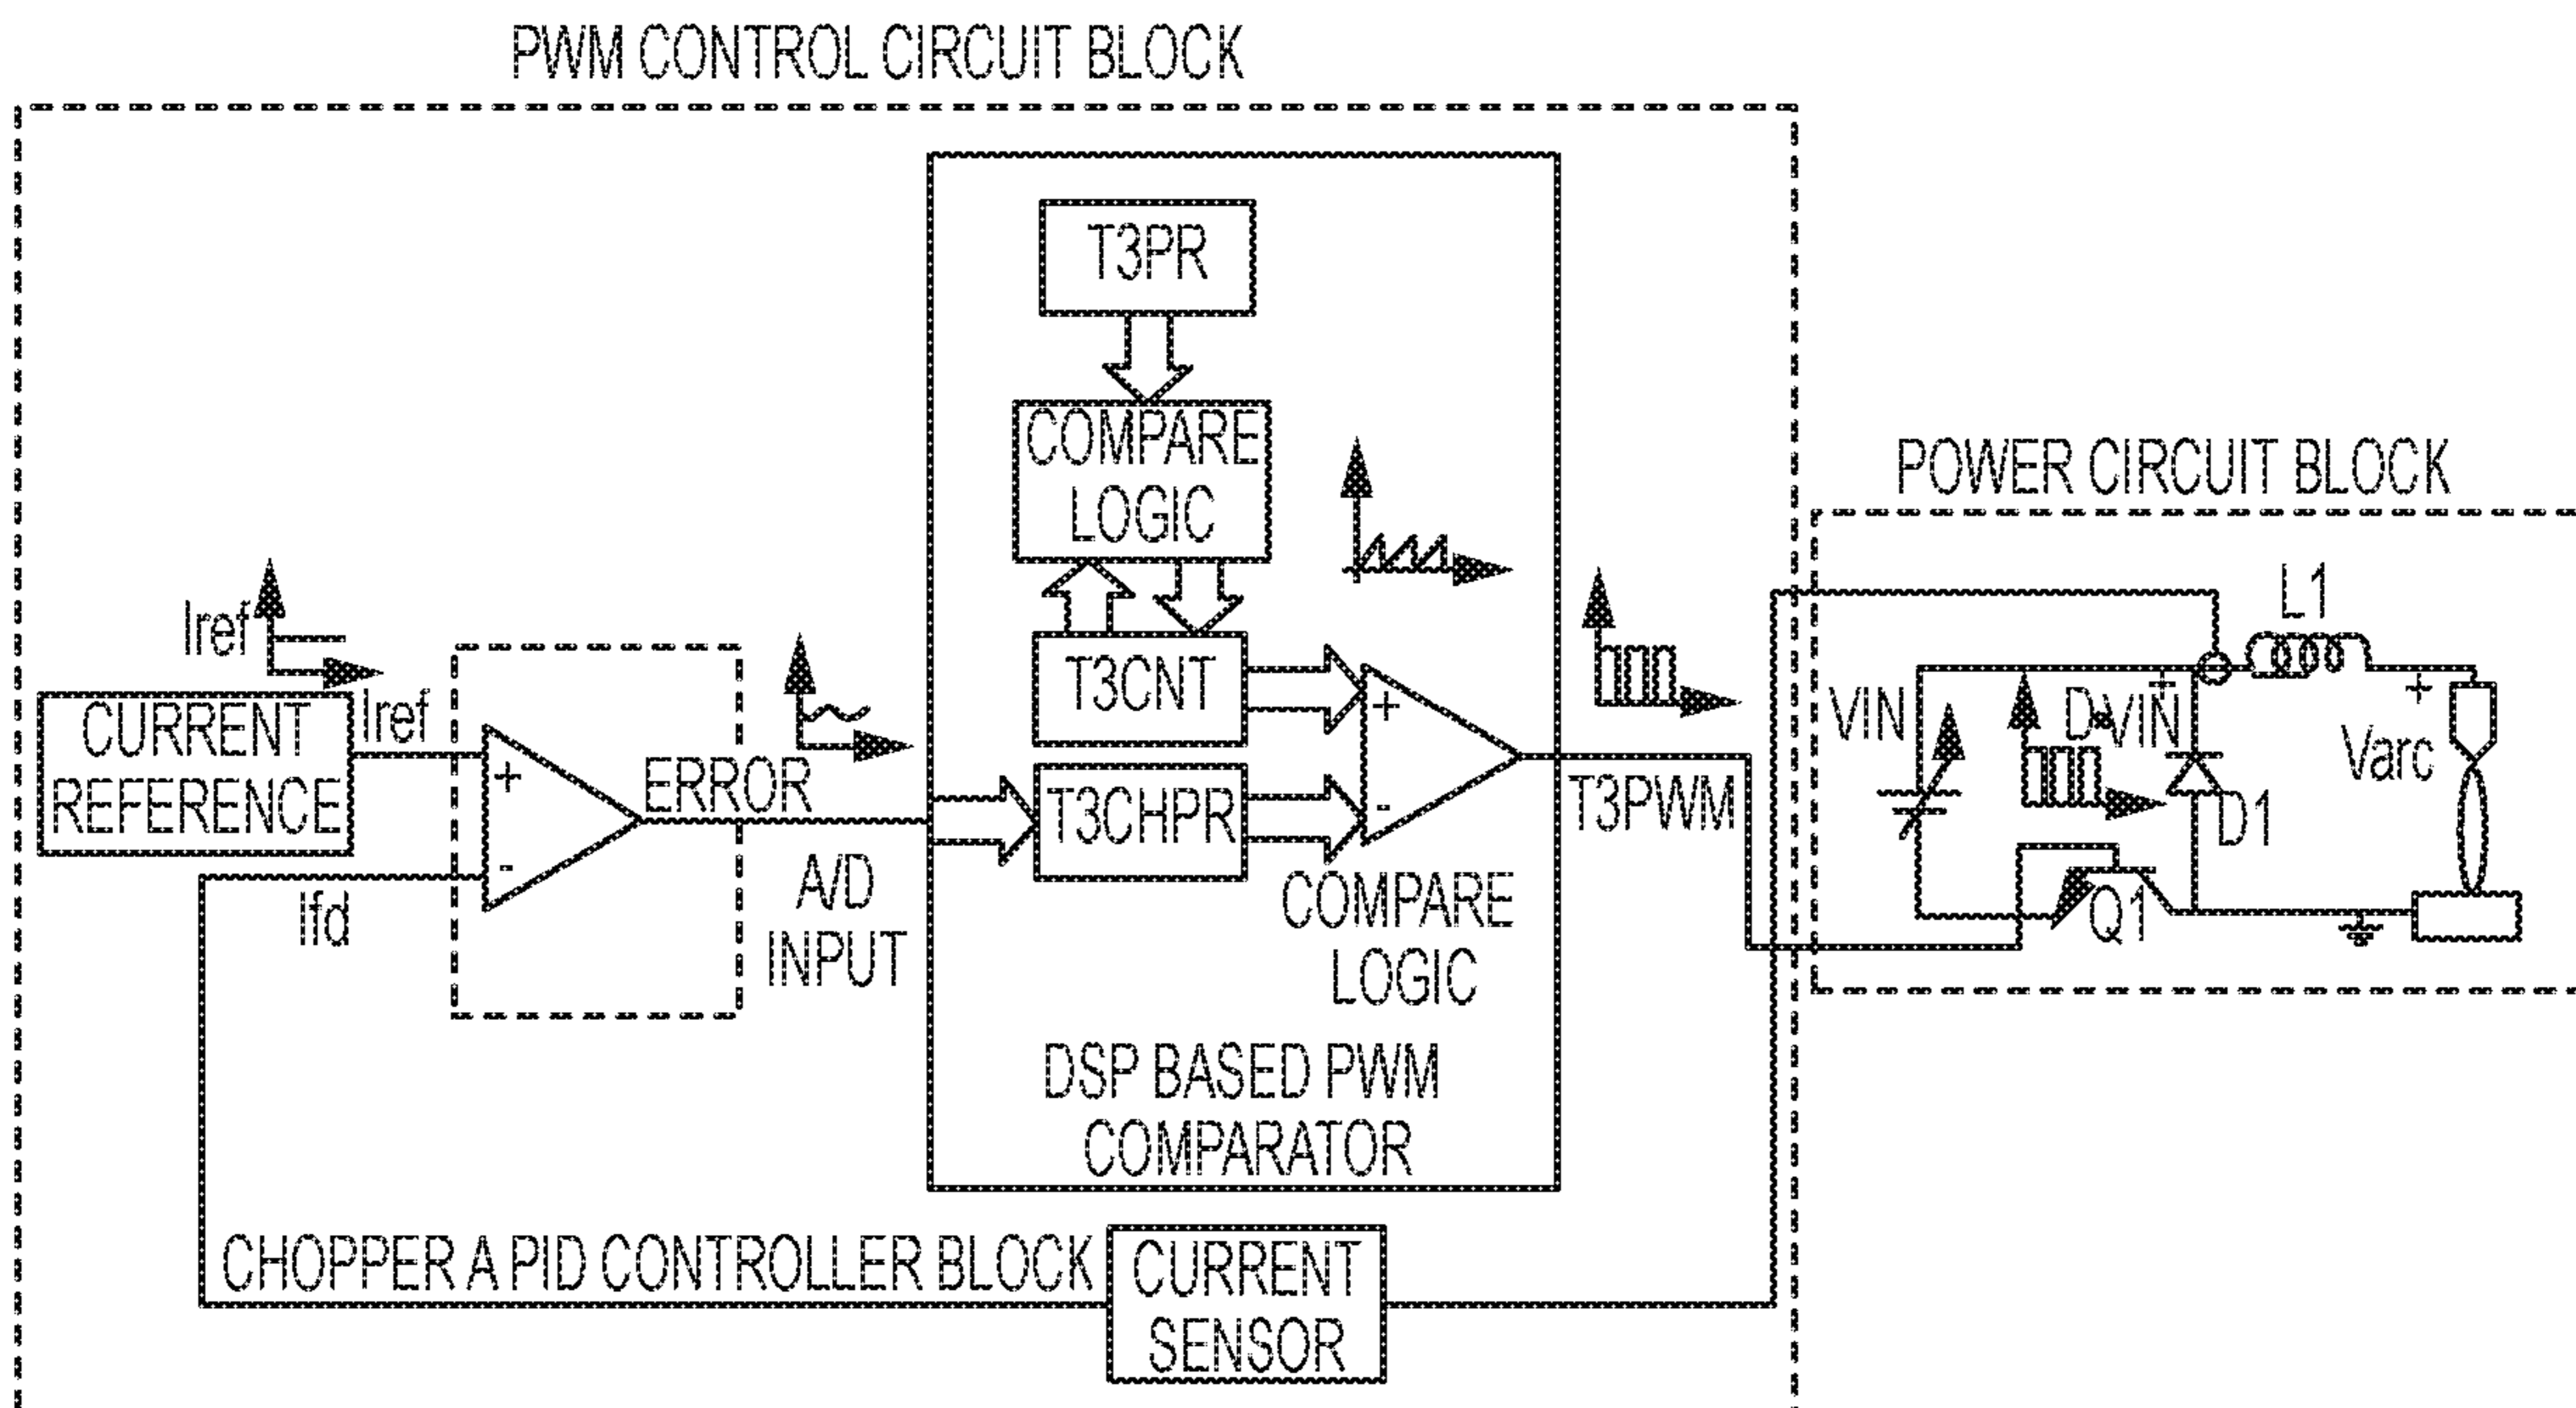 PWM CONTROL CIRCUIT BLOCK
T3PR
COMPARE
LOGIC
POWER CIRCUIT BLOCK
Iref
CURRENT
REFERENCE
Iref
+
-
Ifd
ERROR
A/D
INPUT
T3CNT
T3CHPR
+
-
COMPARE
LOGIC
DSP BASED PWM
COMPARATOR
T3PWM
L1
VIN
D*VIN
+
D1
Q1
+
Varc
CHOPPER A PID CONTROLLER BLOCK
CURRENT
SENSOR